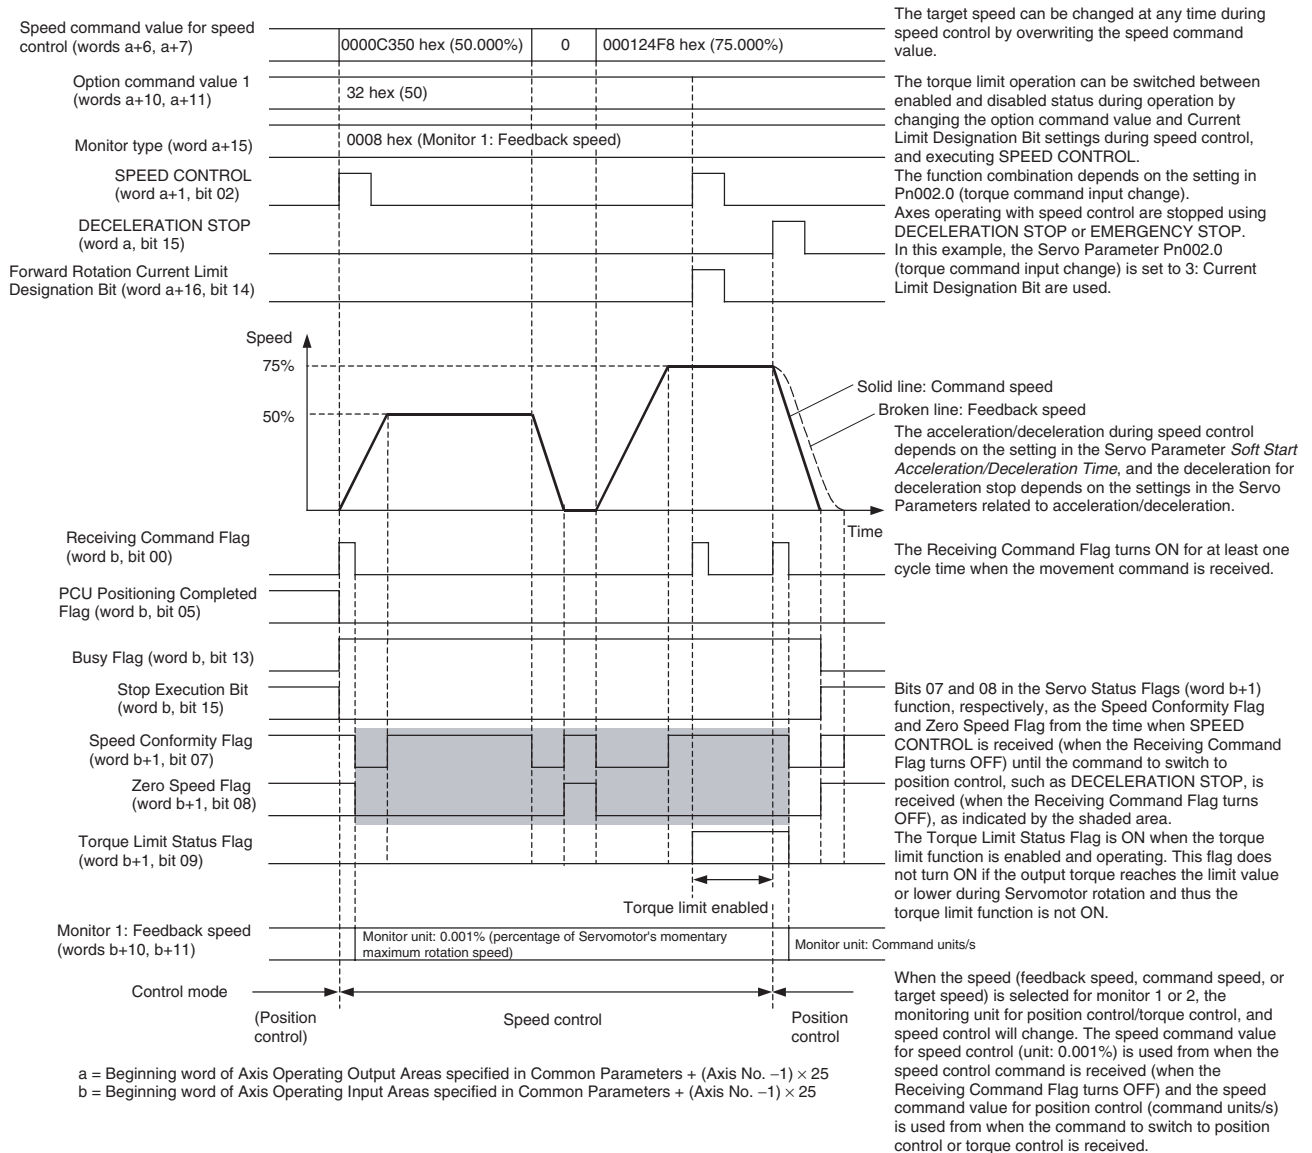 Speed command value for speed
control (words a+6, a+7)
0000C350 hex (50.000%)
0
000124F8 hex (75.000%)
The target speed can be changed at any time during
speed control by overwriting the speed command
value.
Option command value 1
(words a+10, a+11)
32 hex (50)
The torque limit operation can be switched between
enabled and disabled status during operation by
changing the option command value and Current
Limit Designation Bit settings during speed control,
and executing SPEED CONTROL.
The function combination depends on the setting in
Pn002.0 (torque command input change).
Monitor type (word a+15)
0008 hex (Monitor 1: Feedback speed)
SPEED CONTROL
(word a+1, bit 02)
DECELERATION STOP
(word a, bit 15)
Axes operating with speed control are stopped using
DECELERATION STOP or EMERGENCY STOP.
In this example, the Servo Parameter Pn002.0
(torque command input change) is set to 3: Current
Limit Designation Bit are used.
Forward Rotation Current Limit
Designation Bit (word a+16, bit 14)
Speed
75%
50%
Solid line: Command speed
Broken line: Feedback speed
The acceleration/deceleration during speed control
depends on the setting in the Servo Parameter Soft Start
Acceleration/Deceleration Time, and the deceleration for
deceleration stop depends on the settings in the Servo
Parameters related to acceleration/deceleration.
Time
Receiving Command Flag
(word b, bit 00)
The Receiving Command Flag turns ON for at least one
cycle time when the movement command is received.
PCU Positioning Completed
Flag (word b, bit 05)
Busy Flag (word b, bit 13)
Stop Execution Bit
(word b, bit 15)
Speed Conformity Flag
(word b+1, bit 07)
Zero Speed Flag
(word b+1, bit 08)
Bits 07 and 08 in the Servo Status Flags (word b+1)
function, respectively, as the Speed Conformity Flag
and Zero Speed Flag from the time when SPEED
CONTROL is received (when the Receiving Command
Flag turns OFF) until the command to switch to
position control, such as DECELERATION STOP, is
received (when the Receiving Command Flag turns
OFF), as indicated by the shaded area.
Torque Limit Status Flag
(word b+1, bit 09)
The Torque Limit Status Flag is ON when the torque
limit function is enabled and operating. This flag does
not turn ON if the output torque reaches the limit value
or lower during Servomotor rotation and thus the
torque limit function is not ON.
Torque limit enabled
Monitor 1: Feedback speed
(words b+10, b+11)
Monitor unit: 0.001% (percentage of Servomotor's momentary
maximum rotation speed)
Monitor unit: Command units/s
Control mode
(Position
control)
Speed control
Position
control
When the speed (feedback speed, command speed, or
target speed) is selected for monitor 1 or 2, the
monitoring unit for position control/torque control, and
speed control will change. The speed command value
for speed control (unit: 0.001%) is used from when the
speed control command is received (when the
Receiving Command Flag turns OFF) and the speed
command value for position control (command units/s)
is used from when the command to switch to position
control or torque control is received.
a = Beginning word of Axis Operating Output Areas specified in Common Parameters + (Axis No. −1) × 25
b = Beginning word of Axis Operating Input Areas specified in Common Parameters + (Axis No. −1) × 25